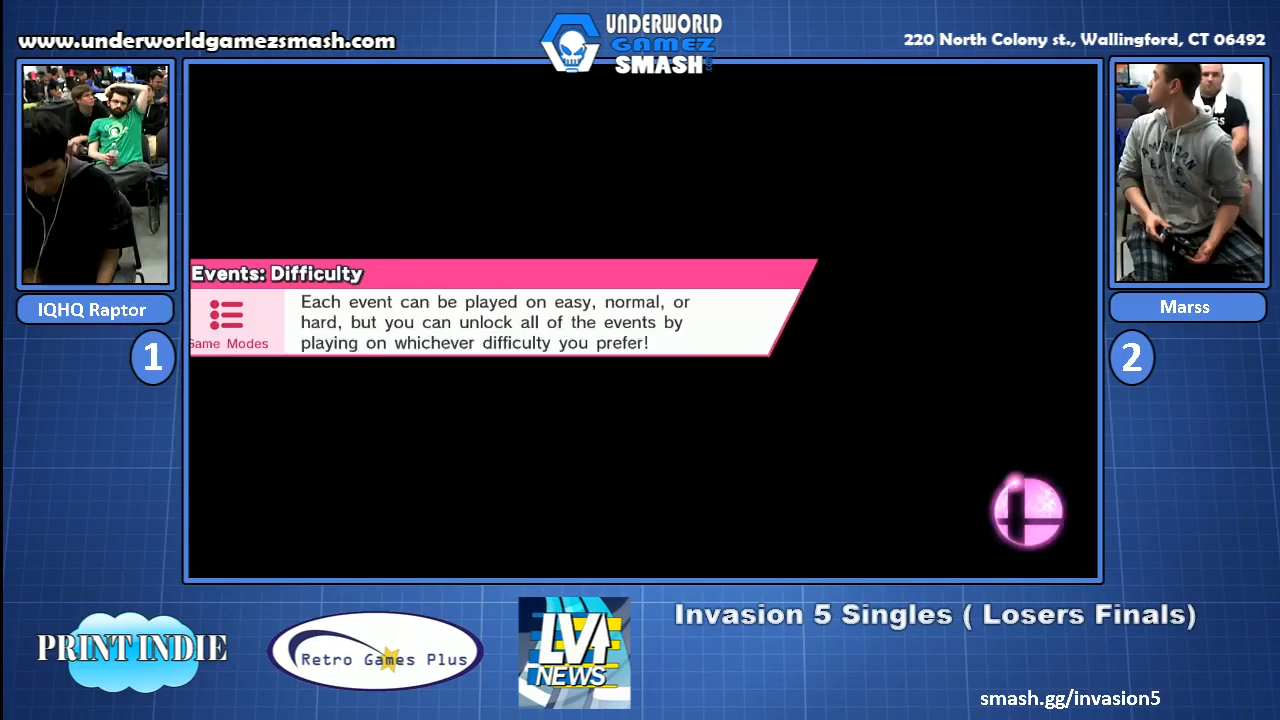 www.underworldgamezsmash.com
UNDERWORLD
GAMEZ
SMASH
220 North Colony st., Wallingford, CT 06492
IQHQ Raptor
1
Marss
2
Events: Difficulty
Game Modes
Each event can be played on easy, normal, or
hard, but you can unlock all of the events by
playing on whichever difficulty you prefer!
PRINT INDIE
Retro Games Plus
LVL
NEWS
Invasion 5 Singles ( Losers Finals)
smash.gg/invasion5